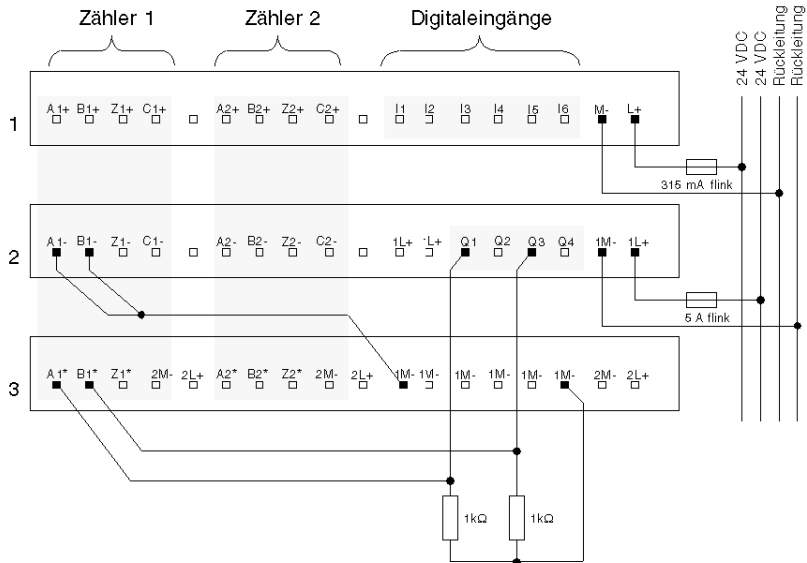 Zähler 1 Zähler 2 Digitaleingänge
24 VDC
24 VDC
Rückleitung
Rückleitung
1
A1+ B1+ Z1+ C1+ A2+ B2+ Z2+ C2+ I1 I2 I3 I4 I5 I6 M- L+
315 mA flink
2
A1- B1- Z1- C1- A2- B2- Z2- C2- 1L+ 1L+ Q1 Q2 Q3 Q4 1M- 1L+
5 A flink
3
A1* B1* Z1* 2M- 2L+ A2* B2* Z2* 2M- 2L+ 1M- 1M- 1M- 1M- 1M- 1M- 2M- 2L+
1kΩ 1kΩ